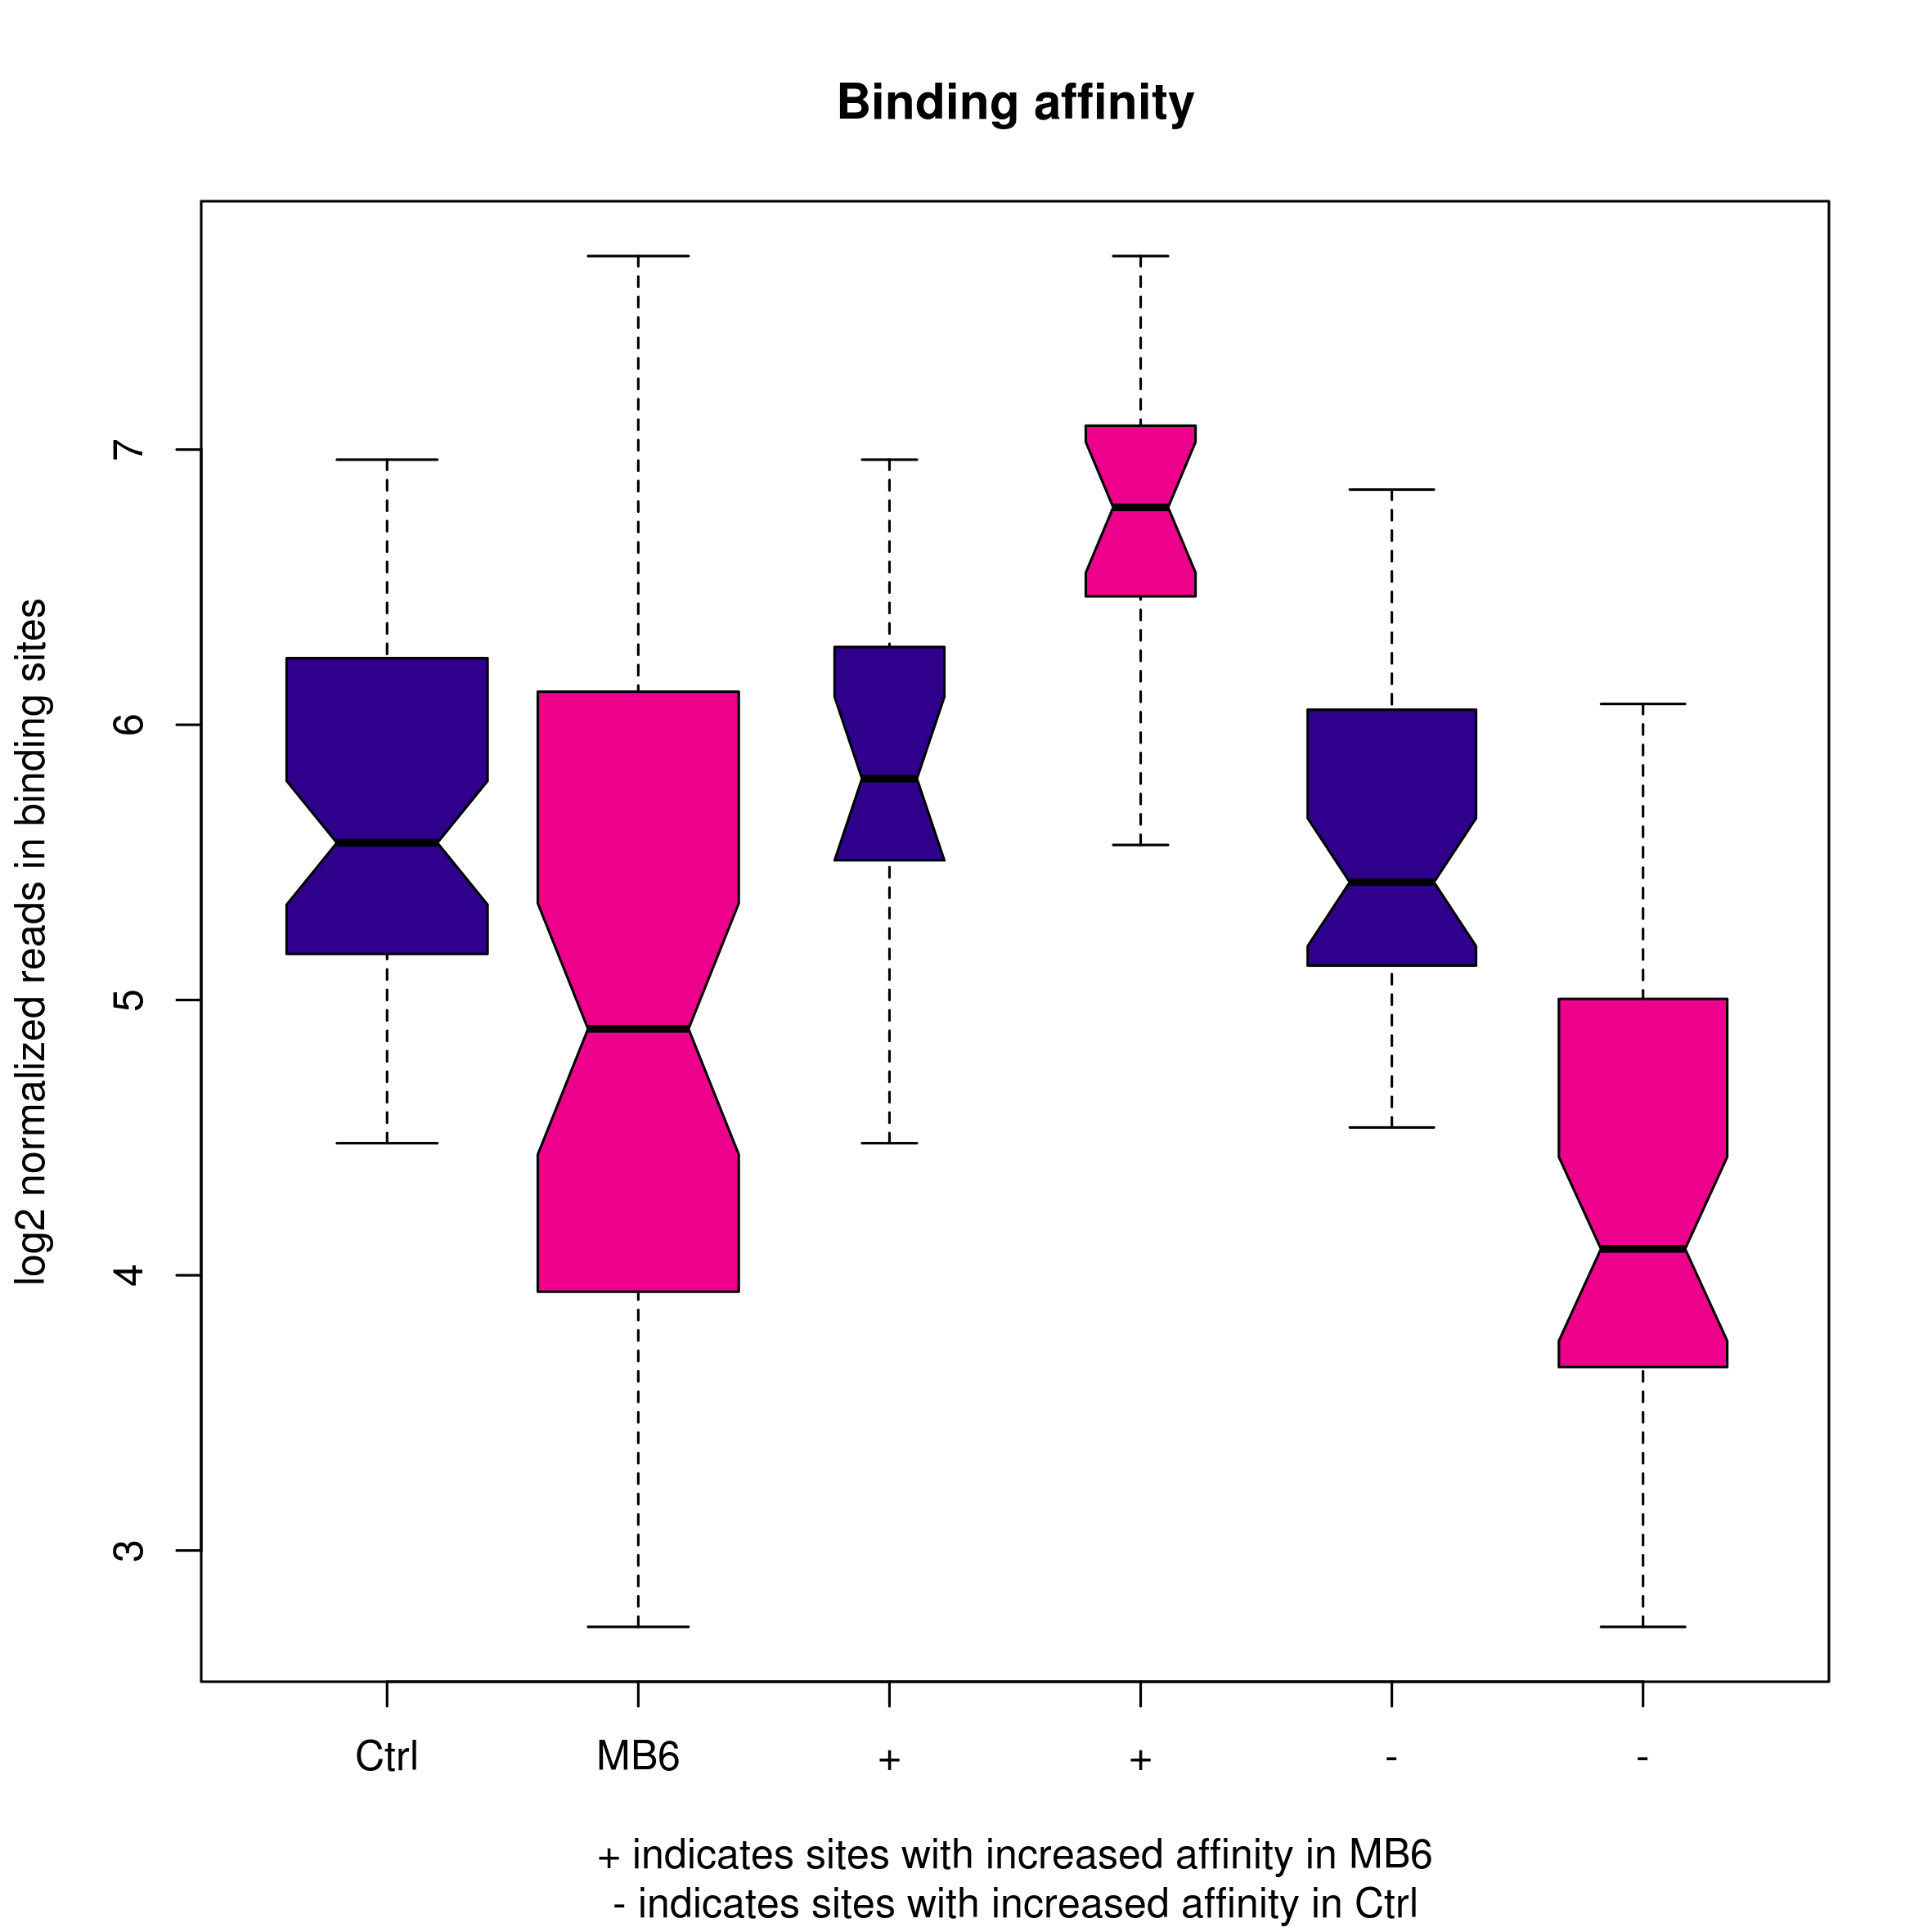 Binding affinity
log2 normalized reads in binding sites
7
6
5
4
3
Ctrl MB6 + + - -
+ indicates sites with increased affinity in MB6
- indicates sites with increased affinity in Ctrl